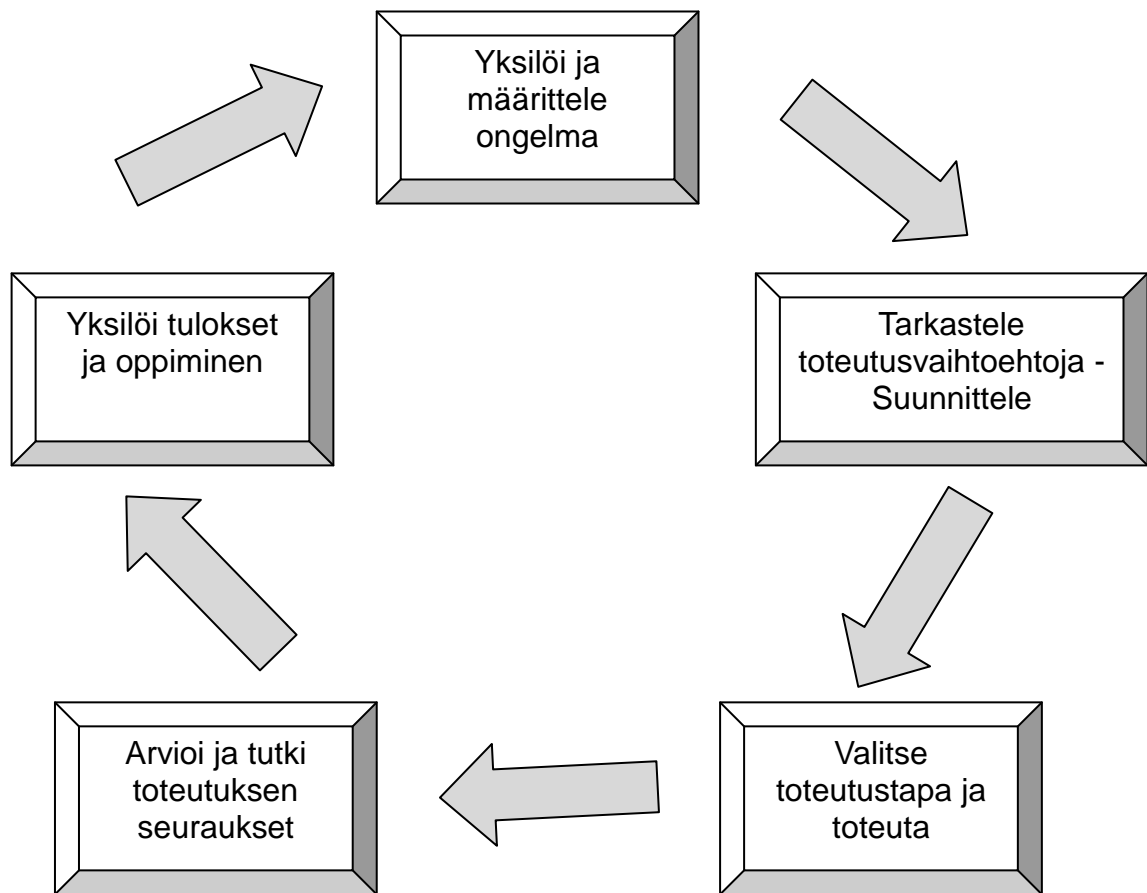 Yksilöi ja
määrittele
ongelma
Tarkastele
toteutusvaihtoehtoja -
Suunnittele
Valitse
toteutustapa ja
toteuta
Arvioi ja tutki
toteutuksen
seuraukset
Yksilöi tulokset
ja oppiminen